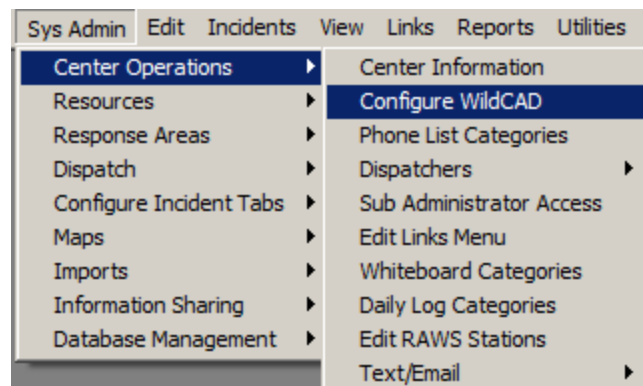 Sys Admin Edit Incidents View Links Reports Utilities
Center Operations
Resources
Response Areas
Dispatch
Configure Incident Tabs
Maps
Imports
Information Sharing
Database Management
Center Information
Configure WildCAD
Phone List Categories
Dispatchers
Sub Administrator Access
Edit Links Menu
Whiteboard Categories
Daily Log Categories
Edit RAWS Stations
Text/Email